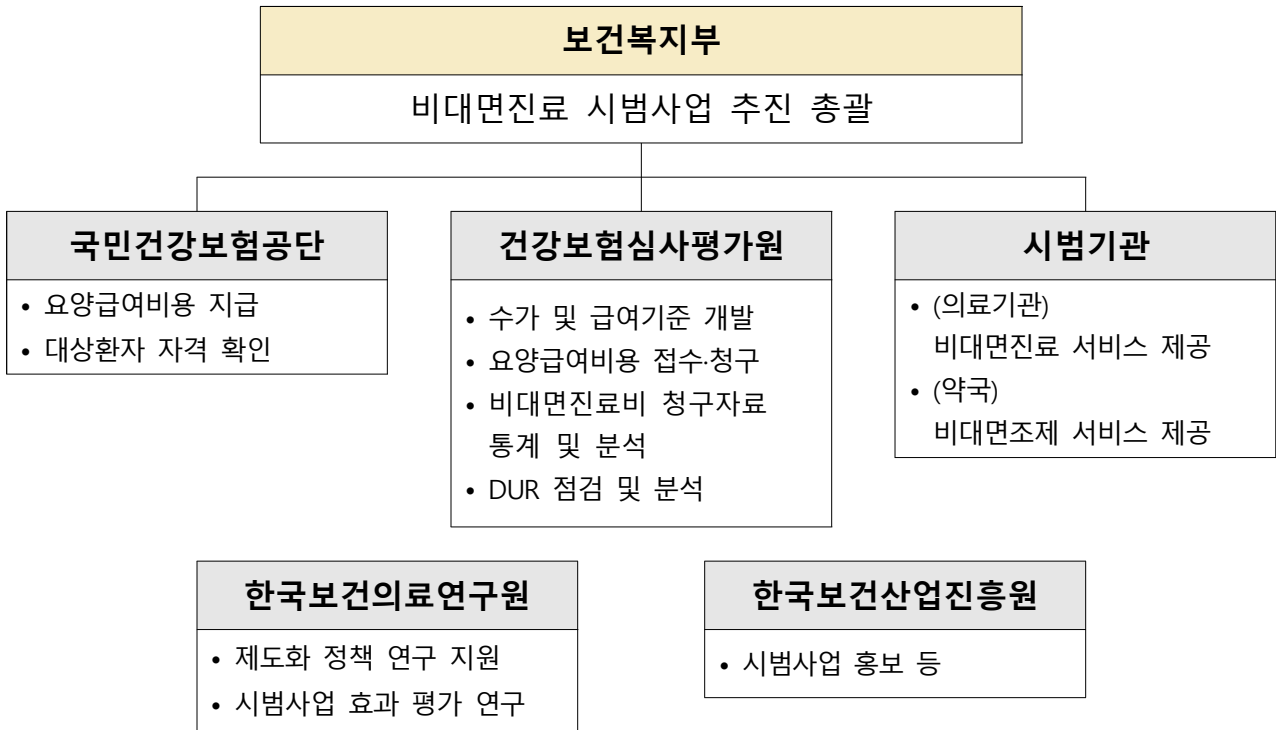 보건복지부
비대면진료 시범사업 추진 총괄
국민건강보험공단
• 요양급여비용 지급
• 대상환자 자격 확인
건강보험심사평가원
• 수가 및 급여기준 개발
• 요양급여비용 접수·청구
• 비대면진료비 청구자료
통계 및 분석
• DUR 점검 및 분석
시범기관
• (의료기관)
비대면진료 서비스 제공
• (약국)
비대면조제 서비스 제공
한국보건의료연구원
• 제도화 정책 연구 지원
• 시범사업 효과 평가 연구
한국보건산업진흥원
• 시범사업 홍보 등